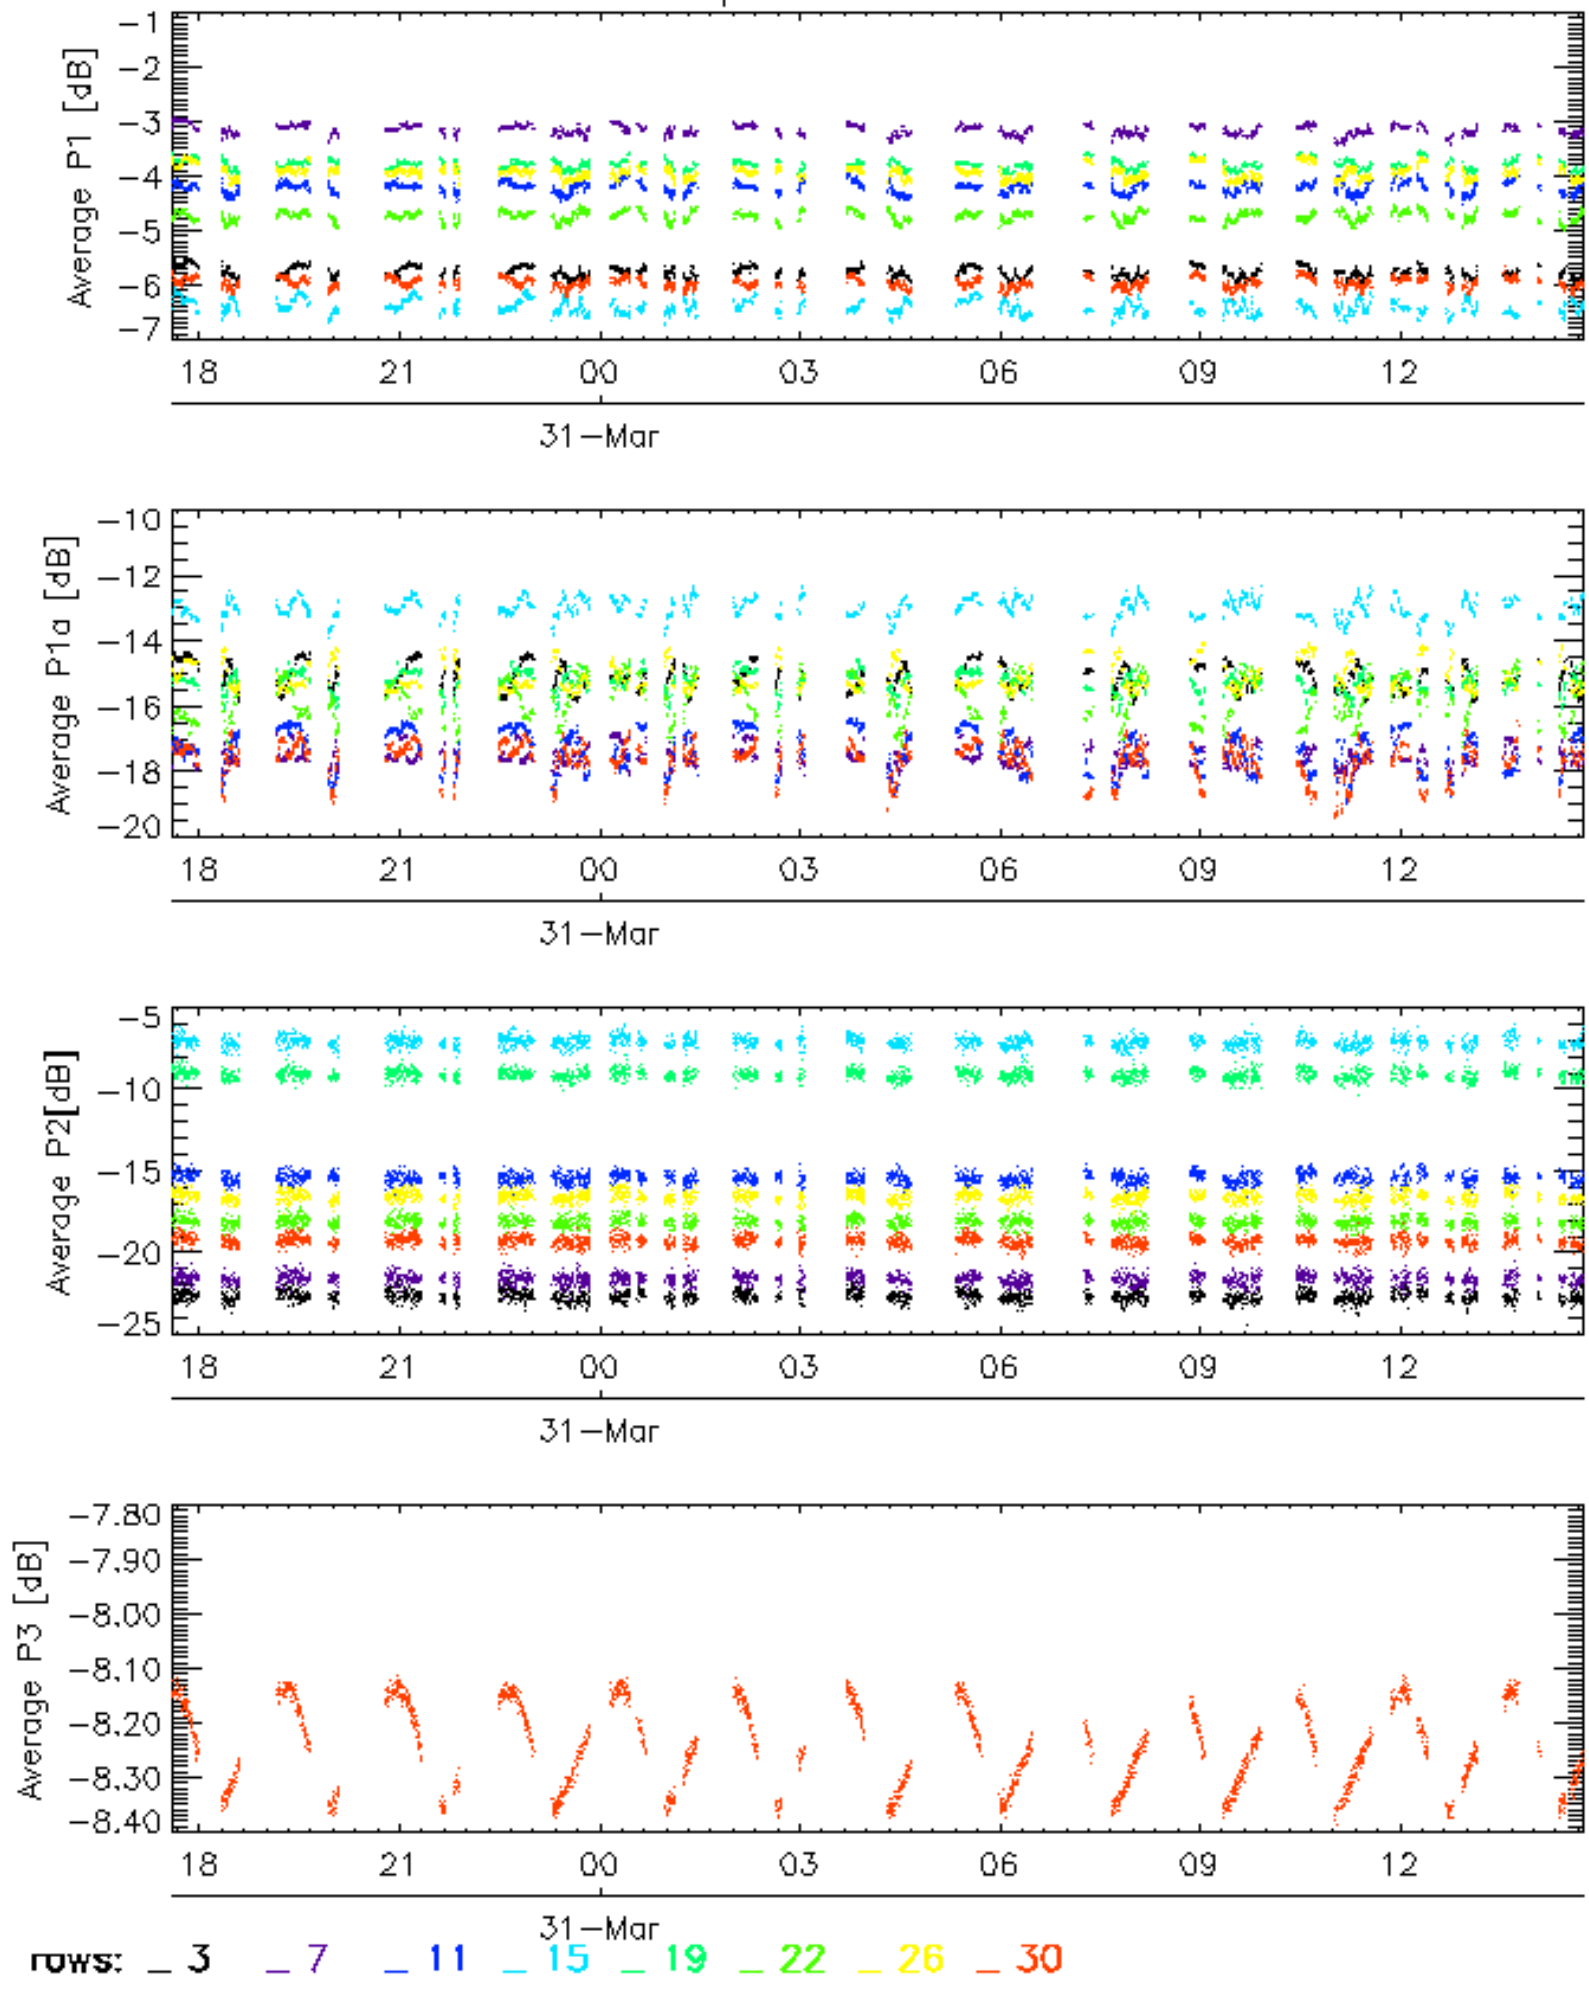 -1
-2
-3
-4
-5
-6
-7
Average P1 [dB]
18 21 00 03 06 09 12
31-Mar
-10
-12
-14
-16
-18
-20
Average P1a [dB]
18 21 00 03 06 09 12
31-Mar
-5
-10
-15
-20
-25
Average P2[dB]
18 21 00 03 06 09 12
31-Mar
-7.80
-7.90
-8.00
-8.10
-8.20
-8.30
-8.40
Average P3 [dB]
18 21 00 03 06 09 12
31-Mar
rows: _ 3 _ 7 _ 11 _ 15 _ 19 _ 22 _ 26 _ 30